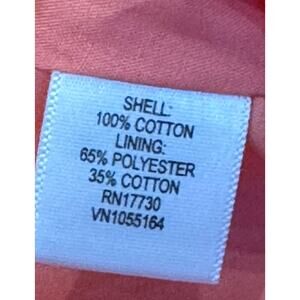 SHELL:
100% COTTON
LINING:
65% POLYESTER
35% COTTON
RN17730
VN1055164